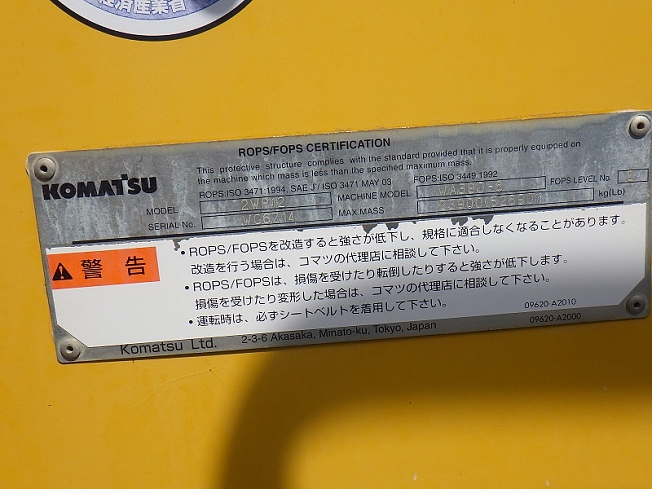 経済産業省
ROPS/FOPS CERTIFICATION
This protective structure complies with the standard provided that it is properly equipped on
the machine which mass is less than the specified maximum mass.
KOMATSU
ROPS:ISO 3471:1994, SAE J/ISO 3471 MAY 03 FOPS:ISO 3449 1992
MODEL MACHINE MODEL FOPS LEVEL No.
SERIAL No. MAX.MASS kg(Lb)
警告
・ROPS/FOPSを改造すると強さが低下し、規格に適合しなくなることがあります。
改造を行う場合は、コマツの代理店に相談して下さい。
・ROPS/FOPSは、損傷を受けたり転倒したりすると強さが低下します。
損傷を受けたり変形した場合は、コマツの代理店に相談して下さい。
・運転時は、必ずシートベルトを着用して下さい。
09620-A2010
Komatsu Ltd. 2-3-6 Akasaka, Minato-ku, Tokyo, Japan 09620-A2000